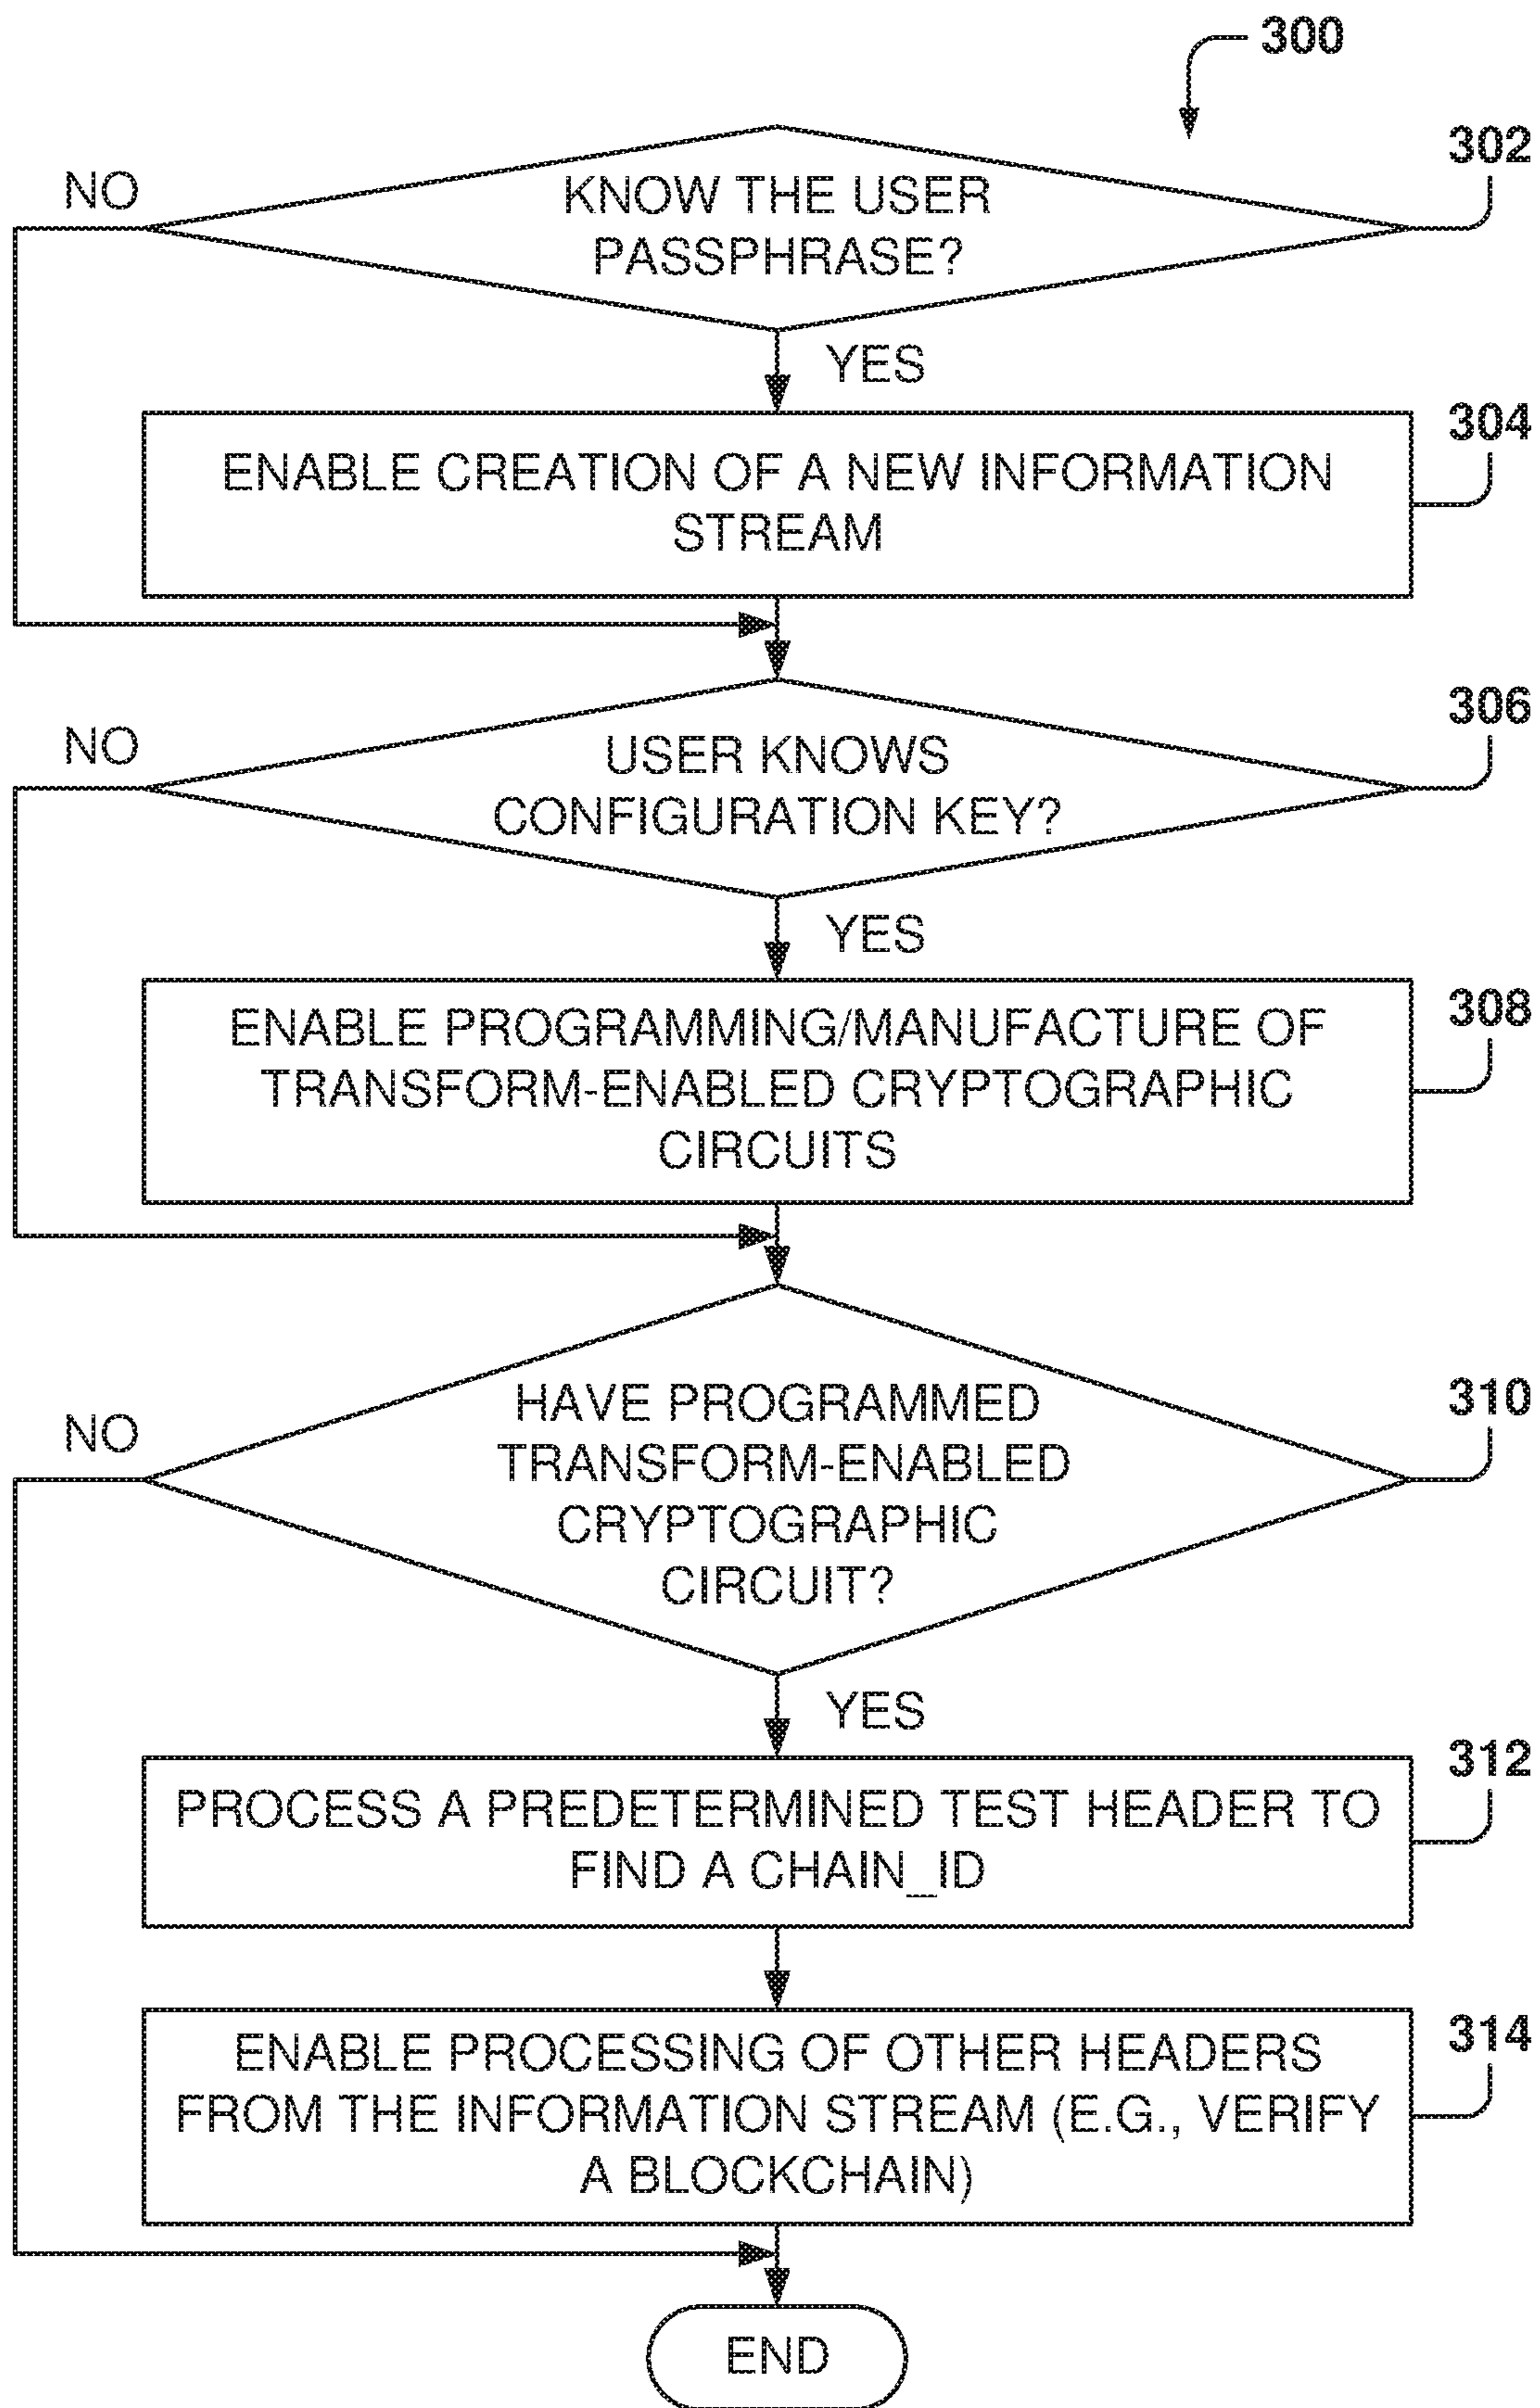 300
302
NO
KNOW THE USER
PASSPHRASE?
YES
304
ENABLE CREATION OF A NEW INFORMATION
STREAM
306
NO
USER KNOWS
CONFIGURATION KEY?
YES
308
ENABLE PROGRAMMING/MANUFACTURE OF
TRANSFORM-ENABLED CRYPTOGRAPHIC
CIRCUITS
310
NO
HAVE PROGRAMMED
TRANSFORM-ENABLED
CRYPTOGRAPHIC
CIRCUIT?
YES
312
PROCESS A PREDETERMINED TEST HEADER TO
FIND A CHAIN_ID
314
ENABLE PROCESSING OF OTHER HEADERS
FROM THE INFORMATION STREAM (E.G., VERIFY
A BLOCKCHAIN)
END